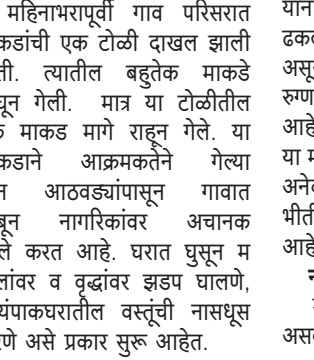 महिनाभरापूर्वी गाव परिसरात
कडांची एक टोळी दाखल झाली
ती. त्यातील बहुतेक माकडे
घून गेली. मात्र या टोळीतील
माकड मागे राहून गेले. या
कडाने आक्रमकतेने गेल्या
न आठवड्यांपासून गावात
बून नागरिकांवर अचानक
ले करत आहे. घरात घुसून म
लांवर व वृद्धांवर झडप घालणे,
यंपाकघरातील वस्तूंची नासधूस
णे असे प्रकार सुरू आहेत.
यान
ढकल
असू
रुग्ण
आहे
या म
अनेव
भीती
आहे
असत